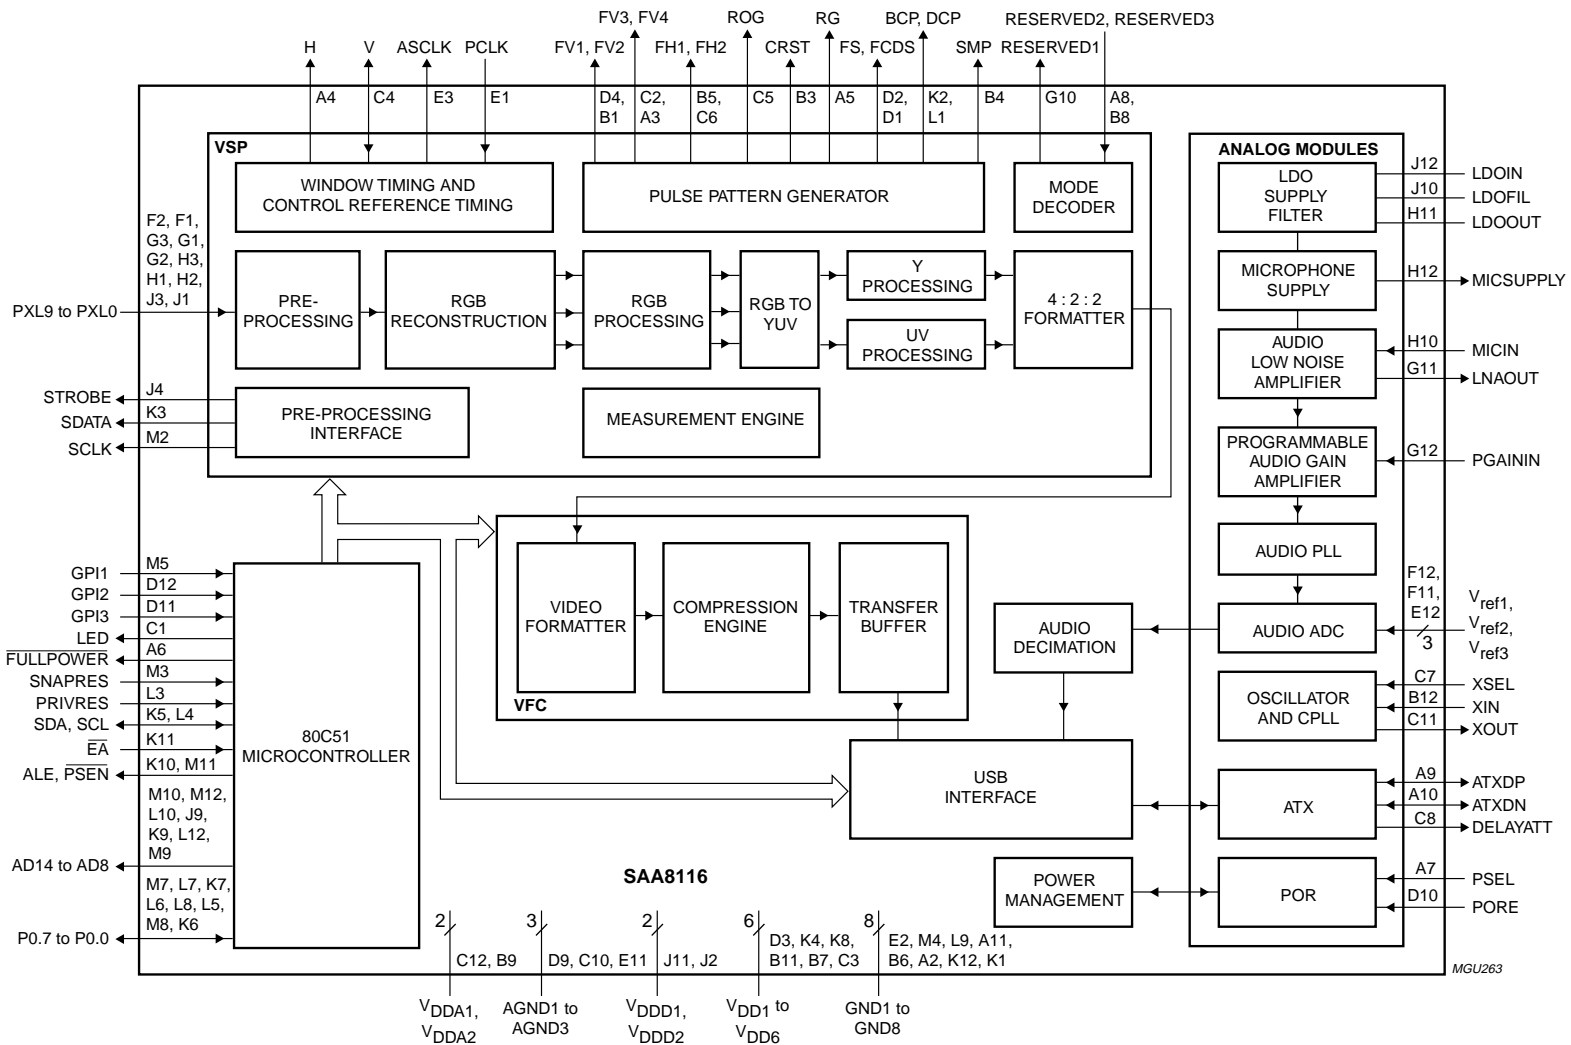 FV3, FV4 ROG RG BCP, DCP RESERVED2, RESERVED3
H V ASCLK PCLK FV1, FV2 FH1, FH2 CRST FS, FCDS SMP RESERVED1
A4 C4 E3 E1 D4, C2, B5, C5 B3 A5 D2, K2, B4 G10 A8,
B1 A3 C6 D1 L1 B8
VSP
WINDOW TIMING AND
CONTROL REFERENCE TIMING
PULSE PATTERN GENERATOR
MODE
DECODER
F2, F1,
G3, G1,
G2, H3,
H1, H2,
J3, J1
PXL9 to PXL0
PRE-
PROCESSING
RGB
RECONSTRUCTION
RGB
PROCESSING
RGB TO
YUV
Y
PROCESSING
UV
PROCESSING
4 : 2 : 2
FORMATTER
STROBE J4
SDATA K3
SCLK M2
PRE-PROCESSING
INTERFACE
MEASUREMENT ENGINE
ANALOG MODULES
LDO
SUPPLY
FILTER
J12 LDOIN
J10 LDOFIL
H11 LDOOUT
MICROPHONE
SUPPLY
H12 MICSUPPLY
AUDIO
LOW NOISE
AMPLIFIER
H10 MICIN
G11 LNAOUT
PROGRAMMABLE
AUDIO GAIN
AMPLIFIER
G12 PGAININ
AUDIO PLL
AUDIO ADC
F12,
F11,
E12
3
Vref1,
Vref2,
Vref3
OSCILLATOR
AND CPLL
C7 XSEL
B12 XIN
C11 XOUT
ATX
A9 ATXDP
A10 ATXDN
C8 DELAYATT
POR
A7 PSEL
D10 PORE
VIDEO
FORMATTER
COMPRESSION
ENGINE
TRANSFER
BUFFER
VFC
AUDIO
DECIMATION
USB
INTERFACE
POWER
MANAGEMENT
GPI1 M5
GPI2 D12
GPI3 D11
LED C1
FULLPOWER A6
SNAPRES M3
PRIVRES L3
SDA, SCL K5, L4
EA K11
ALE, PSEN K10, M11
M10, M12,
L10, J9,
K9, L12,
M9
AD14 to AD8
M7, L7, K7,
L6, L8, L5,
M8, K6
P0.7 to P0.0
80C51
MICROCONTROLLER
SAA8116
2 3 2 6 8
C12, B9
D9, C10, E11
J11, J2
D3, K4, K8,
B11, B7, C3
E2, M4, L9, A11,
B6, A2, K12, K1
VDDA1,
VDDA2
AGND1 to
AGND3
VDDD1,
VDDD2
VDD1 to
VDD6
GND1 to
GND8
MGU263